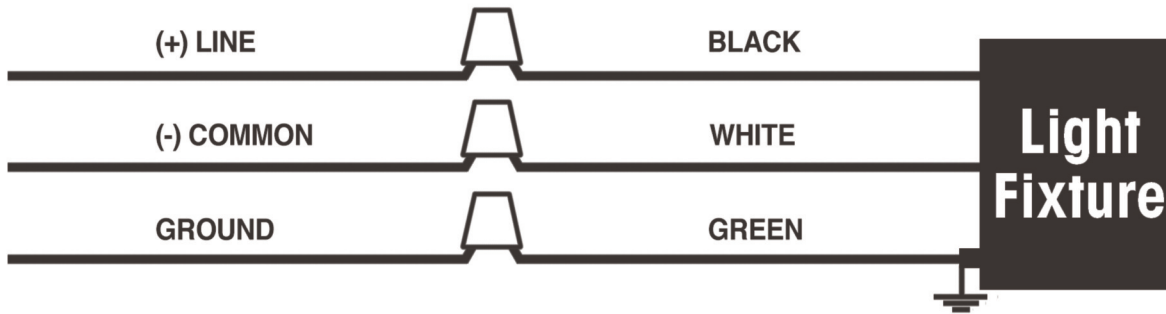 (+) LINE BLACK
(-) COMMON WHITE
Light
Fixture
GROUND GREEN